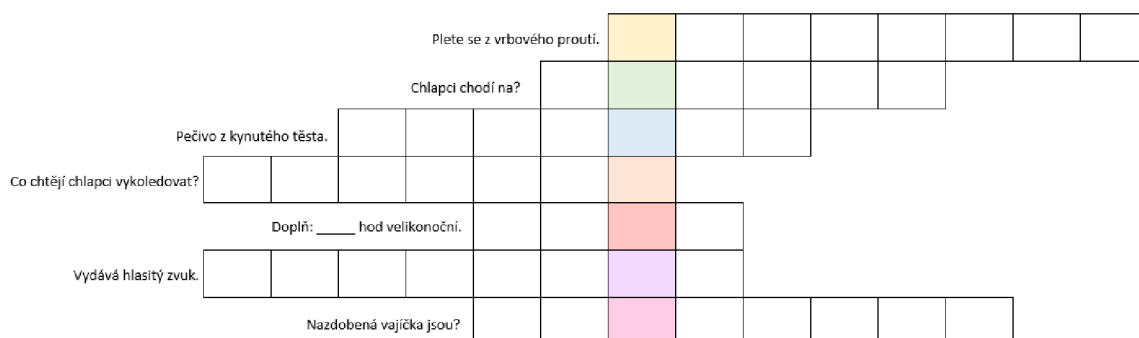 Plete se z vrbového proutí.
Chlapci chodí na?
Pečivo z kynutého těsta.
Co chtějí chlapci vykoledovat?
Doplň: _____ hod velikonoční.
Vydává hlasitý zvuk.
Nazdobená vajíčka jsou?